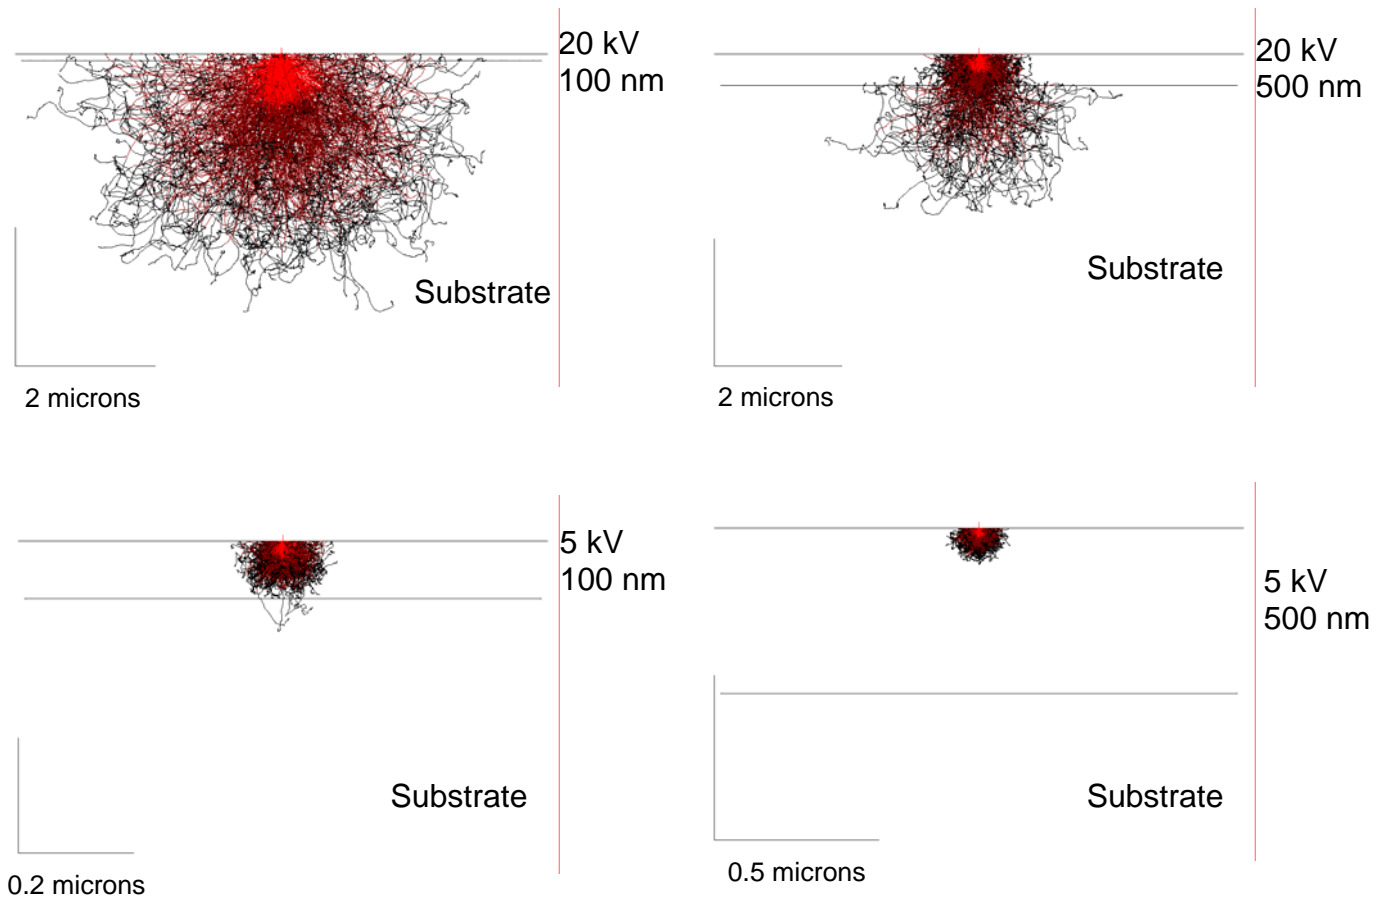 20 kV
100 nm
Substrate
2 microns
20 kV
500 nm
Substrate
2 microns
5 kV
100 nm
Substrate
0.2 microns
5 kV
500 nm
Substrate
0.5 microns